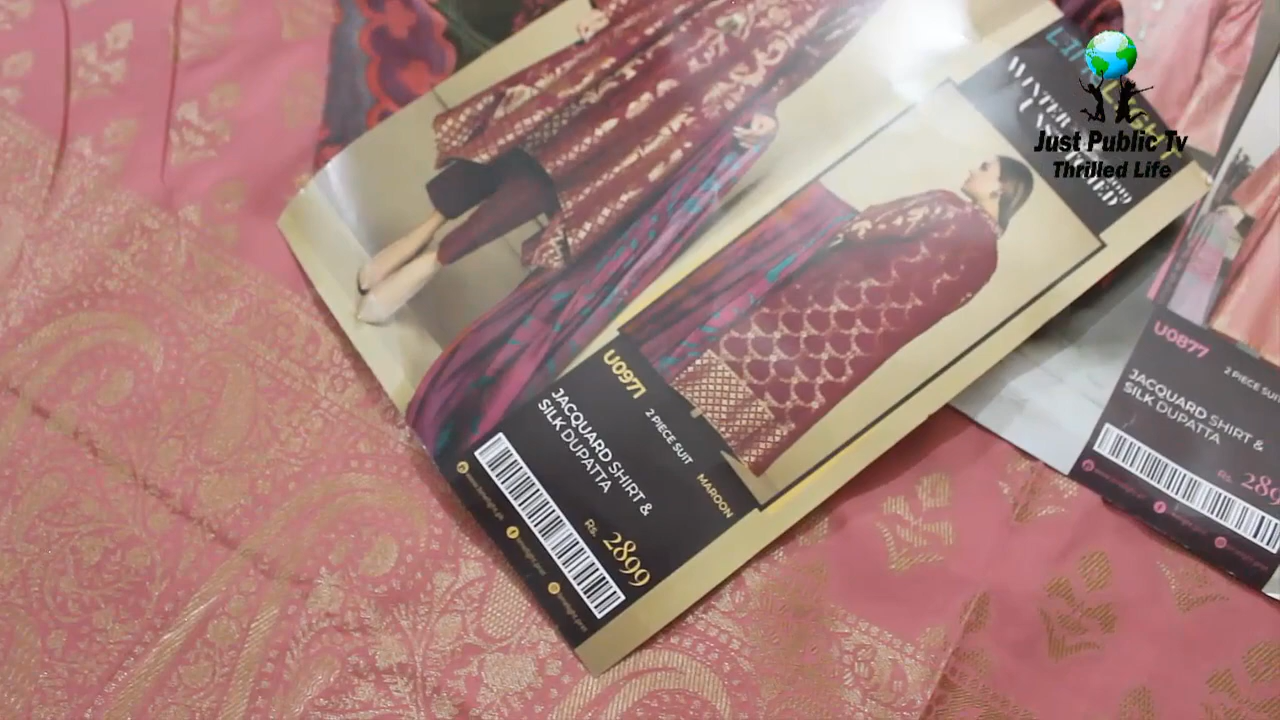 LIMELIGHT
WINTER
UNSTITCHED
Just Public Tv
Thrilled Life
U0971
2 PIECE SUIT
MAROON
JACQUARD SHIRT &
SILK DUPATTA
Rs. 2899
U0877
2 PIECE SUIT
JACQUARD SHIRT &
SILK DUPATTA
Rs.